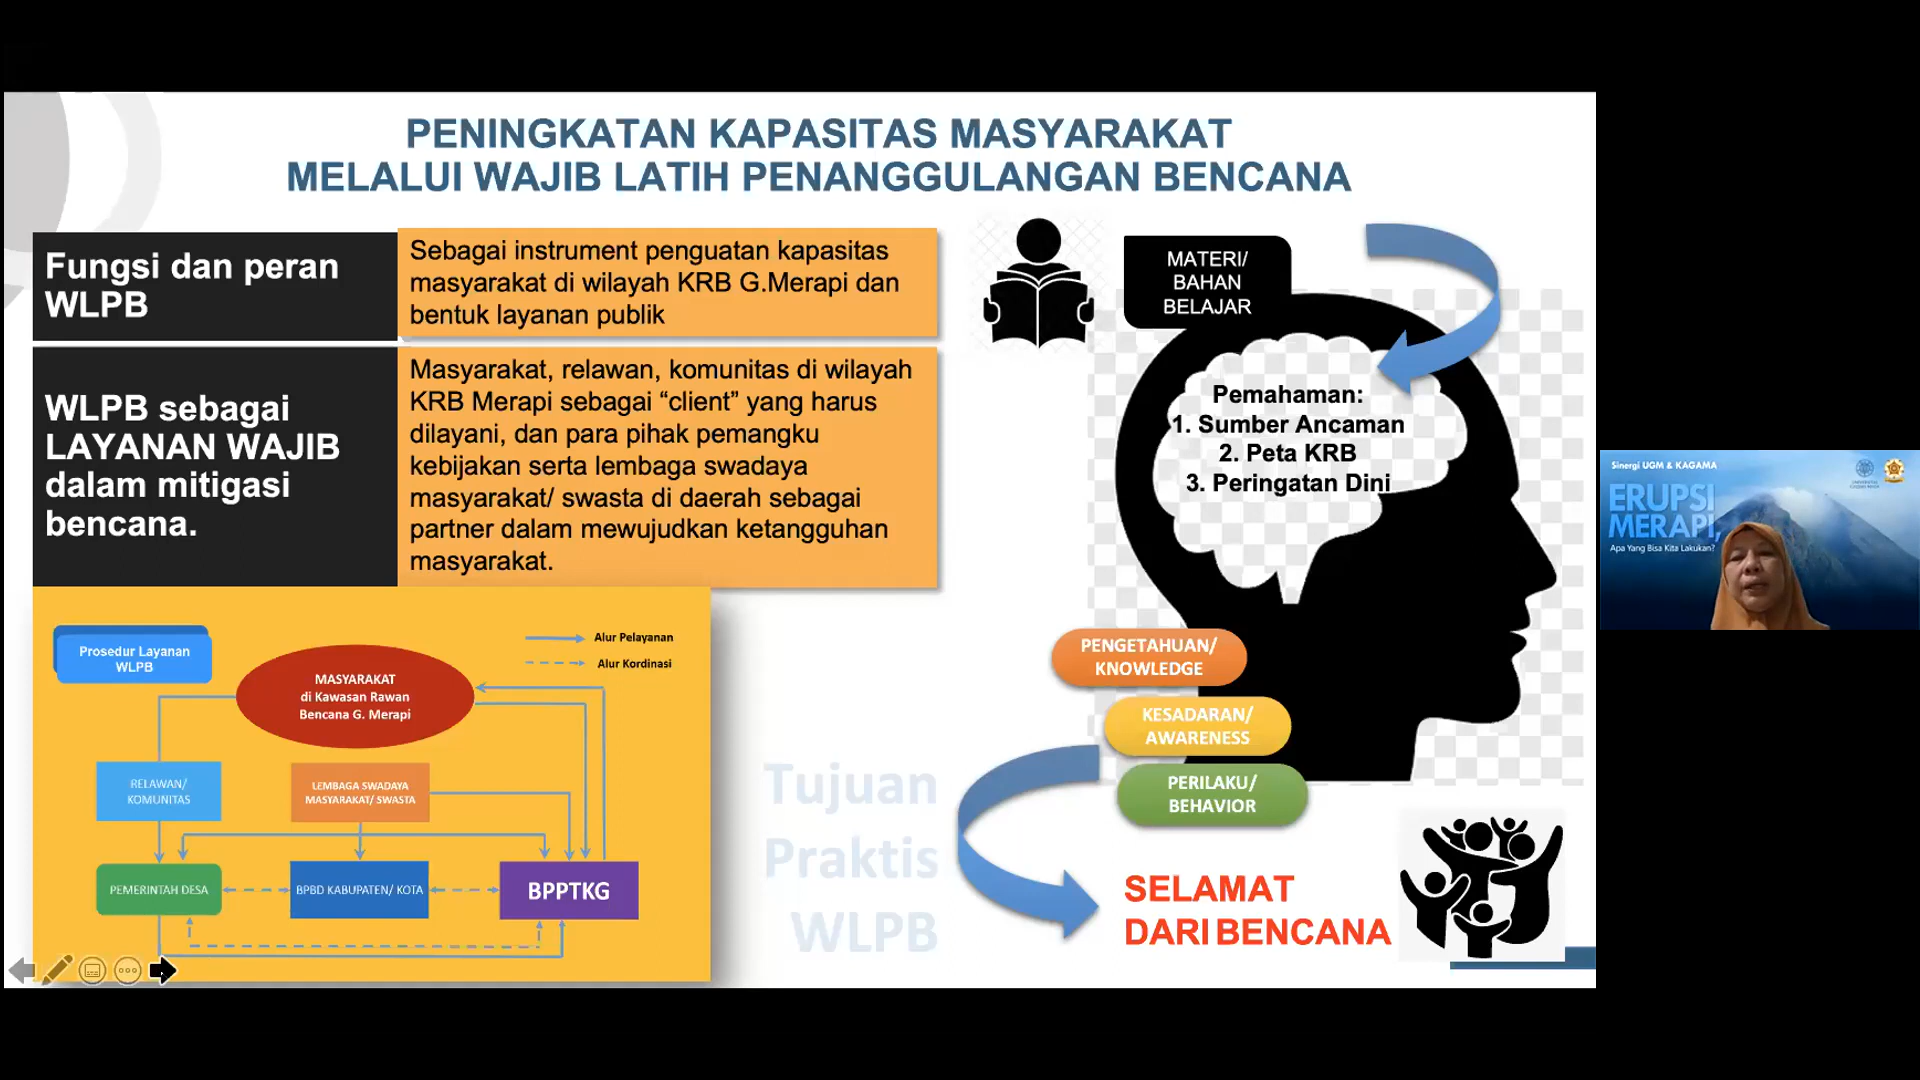 PENINGKATAN KAPASITAS MASYARAKAT
MELALUI WAJIB LATIH PENANGGULANGAN BENCANA
Fungsi dan peran
WLPB
Sebagai instrument penguatan kapasitas
masyarakat di wilayah KRB G.Merapi dan
bentuk layanan publik
WLPB sebagai
LAYANAN WAJIB
dalam mitigasi
bencana.
Masyarakat, relawan, komunitas di wilayah
KRB Merapi sebagai “client” yang harus
dilayani, dan para pihak pemangku
kebijakan serta lembaga swadaya
masyarakat/ swasta di daerah sebagai
partner dalam mewujudkan ketangguhan
masyarakat.
Prosedur Layanan
WLPB
Alur Pelayanan
Alur Kordinasi
MASYARAKAT
di Kawasan Rawan
Bencana G. Merapi
RELAWAN/
KOMUNITAS
LEMBAGA SWADAYA
MASYARAKAT/ SWASTA
PEMERINTAH DESA
BPBD KABUPATEN/ KOTA
BPPTKG
MATERI/
BAHAN
BELAJAR
Pemahaman:
1. Sumber Ancaman
2. Peta KRB
3. Peringatan Dini
PENGETAHUAN/
KNOWLEDGE
KESADARAN/
AWARENESS
PERILAKU/
BEHAVIOR
Tujuan
Praktis
WLPB
SELAMAT
DARI BENCANA
Sinergi UGM & KAGAMA
ERUPSI
MERAPI,
Apa Yang Bisa Kita Lakukan?